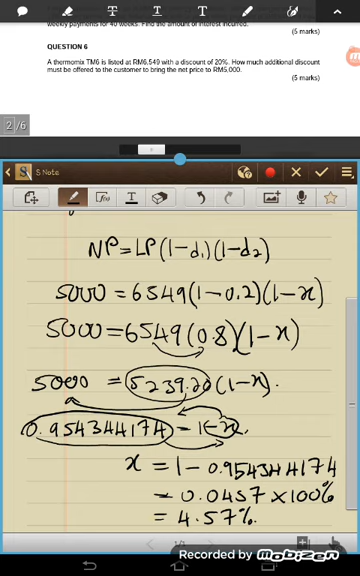 weekly payments for 40 weeks. Find the amount of interest incurred.
(5 marks)
QUESTION 6
A thermomix TM6 is listed at RM6,549 with a discount of 20%. How much additional discount
must be offered to the customer to bring the net price to RM5,000.
(5 marks)
2 /6
S Note
NP = LP(1-d1)(1-d2)
5000 = 6549(1-0.2)(1-x)
5000 = 6549(0.8)(1-x)
5000 = 5239.20(1-x).
0.954344174 = 1-x.
x = 1 - 0.954344174
= 0.0457 x 100%
= 4.57%.
Recorded by mobizen